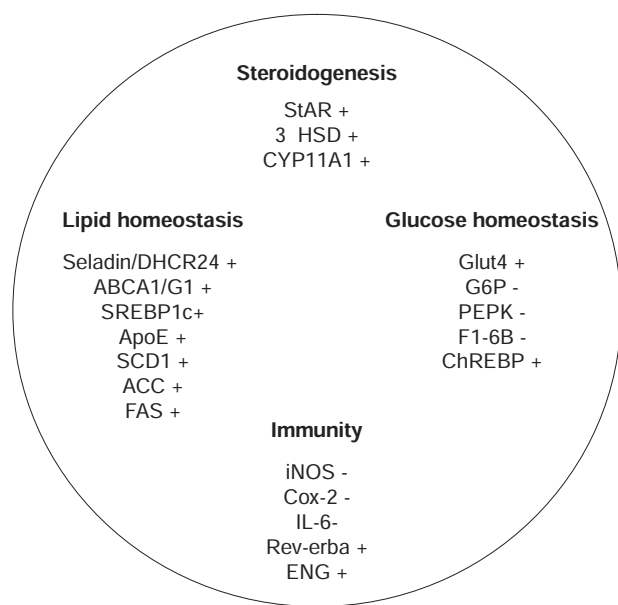 Steroidogenesis
StAR +
3 HSD +
CYP11A1 +
Lipid homeostasis
Seladin/DHCR24 +
ABCA1/G1 +
SREBP1c+
ApoE +
SCD1 +
ACC +
FAS +
Glucose homeostasis
Glut4 +
G6P -
PEPK -
F1-6B -
ChREBP +
Immunity
iNOS -
Cox-2 -
IL-6-
Rev-erba +
ENG +